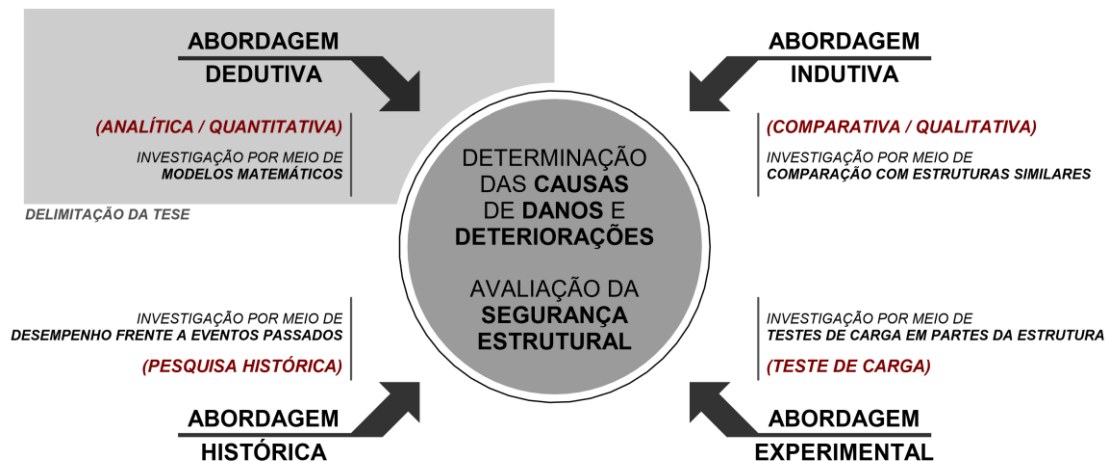 ABORDAGEM
DEDUTIVA
(ANALÍTICA / QUANTITATIVA)
INVESTIGAÇÃO POR MEIO DE
MODELOS MATEMÁTICOS
DELIMITAÇÃO DA TESE
ABORDAGEM
INDUTIVA
(COMPARATIVA / QUALITATIVA)
INVESTIGAÇÃO POR MEIO DE
COMPARAÇÃO COM ESTRUTURAS SIMILARES
DETERMINAÇÃO
DAS CAUSAS
DE DANOS E
DETERIORAÇÕES
AVALIAÇÃO DA
SEGURANÇA
ESTRUTURAL
INVESTIGAÇÃO POR MEIO DE
DESEMPENHO FRENTE A EVENTOS PASSADOS
(PESQUISA HISTÓRICA)
ABORDAGEM
HISTÓRICA
INVESTIGAÇÃO POR MEIO DE
TESTES DE CARGA EM PARTES DA ESTRUTURA
(TESTE DE CARGA)
ABORDAGEM
EXPERIMENTAL